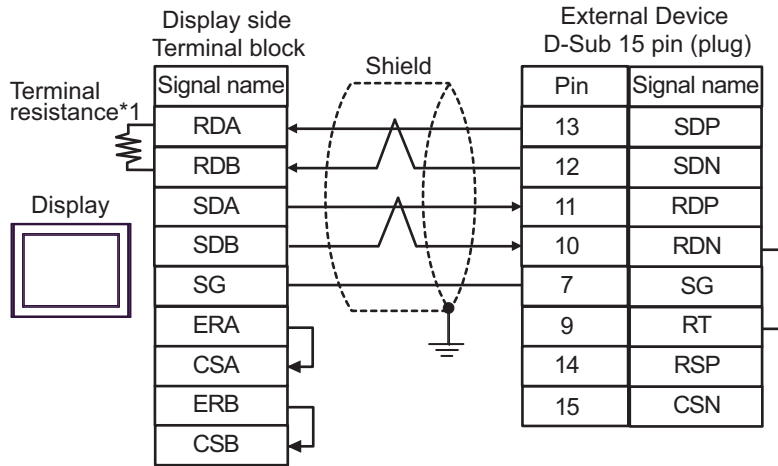 Display side
Terminal block
External Device
D-Sub 15 pin (plug)
Shield
Terminal
resistance*1
Display
Signal name
RDA
RDB
SDA
SDB
SG
ERA
CSA
ERB
CSB
Pin Signal name
13 SDP
12 SDN
11 RDP
10 RDN
7 SG
9 RT
14 RSP
15 CSN